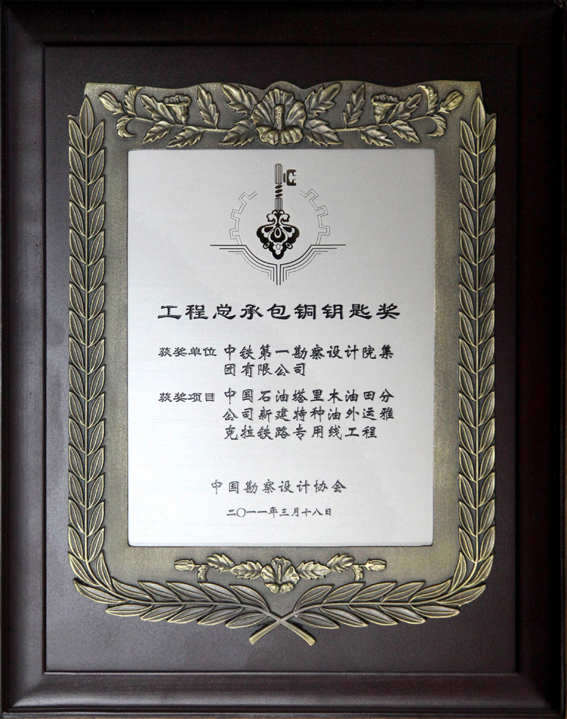 工程总承包铜钥匙奖
获奖单位 中铁第一勘察设计院集
团有限公司
获奖项目 中国石油塔里木油田分
公司新建特种油外运雅
克拉铁路专用线工程
中国勘察设计协会
二〇一一年三月十八日